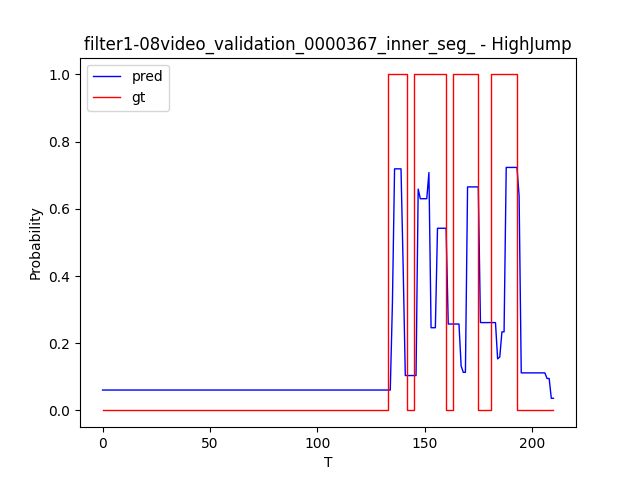 filter1-08video_validation_0000367_inner_seg_ - HighJump
pred
gt
1.0
0.8
0.6
0.4
0.2
0.0
Probability
0
50
100
150
200
T